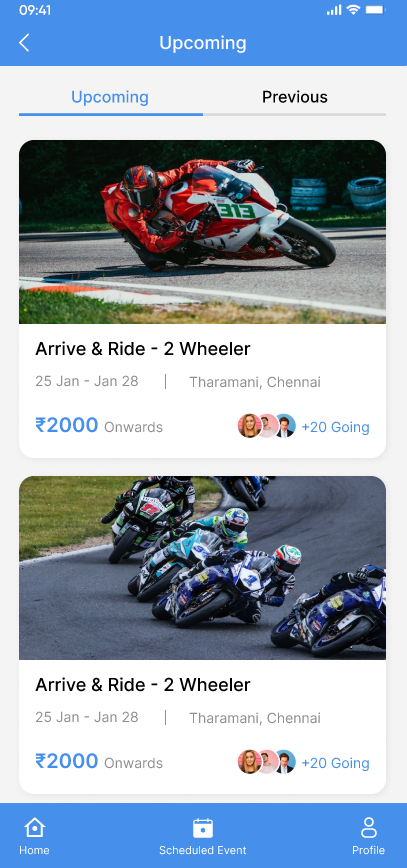 09:41
Upcoming
Upcoming Previous
313
Arrive & Ride - 2 Wheeler
25 Jan - Jan 28 | Tharamani, Chennai
₹2000 Onwards +20 Going
Arrive & Ride - 2 Wheeler
25 Jan - Jan 28 | Tharamani, Chennai
₹2000 Onwards +20 Going
Home Scheduled Event Profile